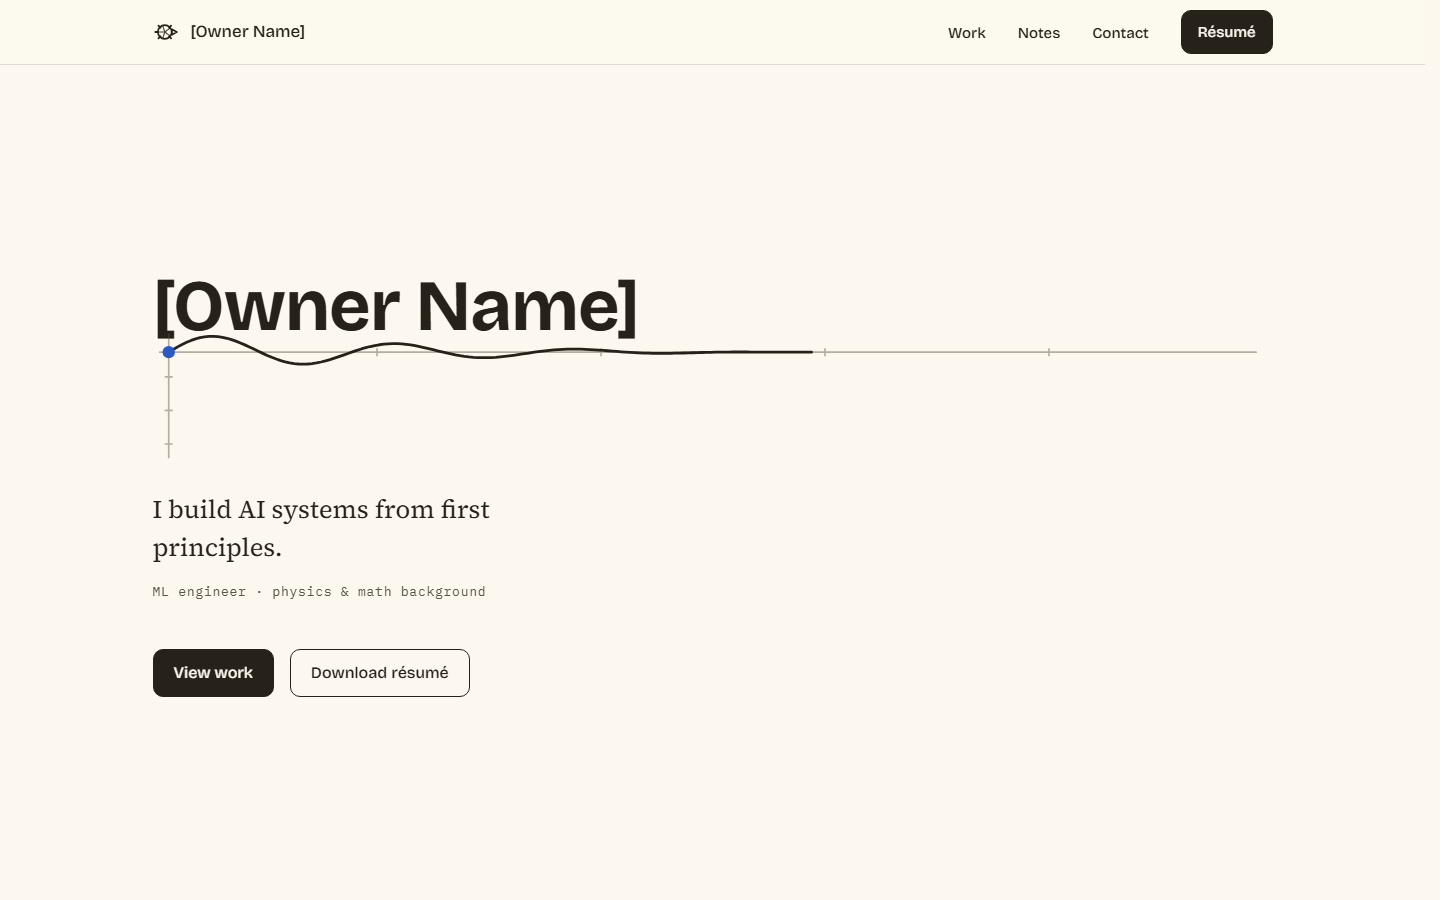 [Owner Name]
Work
Notes
Contact
Résumé
[Owner Name]
I build AI systems from first
principles.
ML engineer · physics & math background
View work
Download résumé